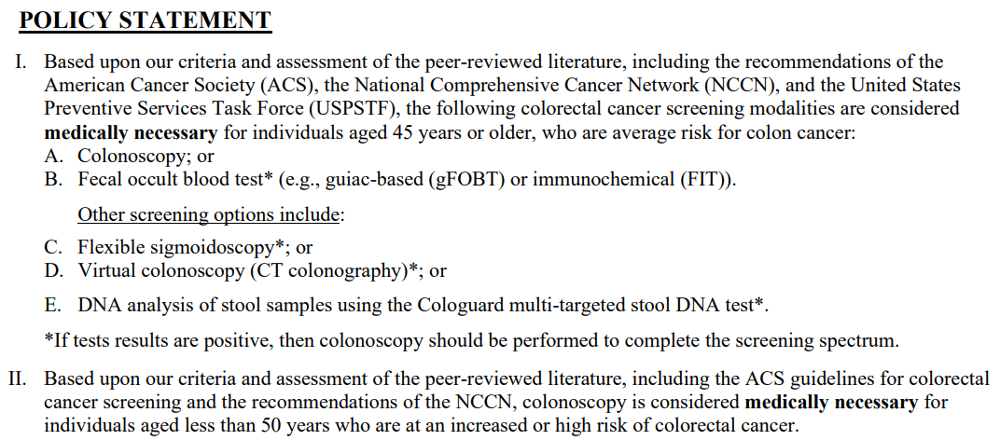 POLICY STATEMENT
I. Based upon our criteria and assessment of the peer-reviewed literature, including the recommendations of the
American Cancer Society (ACS), the National Comprehensive Cancer Network (NCCN), and the United States
Preventive Services Task Force (USPSTF), the following colorectal cancer screening modalities are considered
medically necessary for individuals aged 45 years or older, who are average risk for colon cancer:
A. Colonoscopy; or
B. Fecal occult blood test* (e.g., guiac-based (gFOBT) or immunochemical (FIT)).
Other screening options include:
C. Flexible sigmoidoscopy*; or
D. Virtual colonoscopy (CT colonography)*; or
E. DNA analysis of stool samples using the Cologuard multi-targeted stool DNA test*.
*If tests results are positive, then colonoscopy should be performed to complete the screening spectrum.
II. Based upon our criteria and assessment of the peer-reviewed literature, including the ACS guidelines for colorectal
cancer screening and the recommendations of the NCCN, colonoscopy is considered medically necessary for
individuals aged less than 50 years who are at an increased or high risk of colorectal cancer.